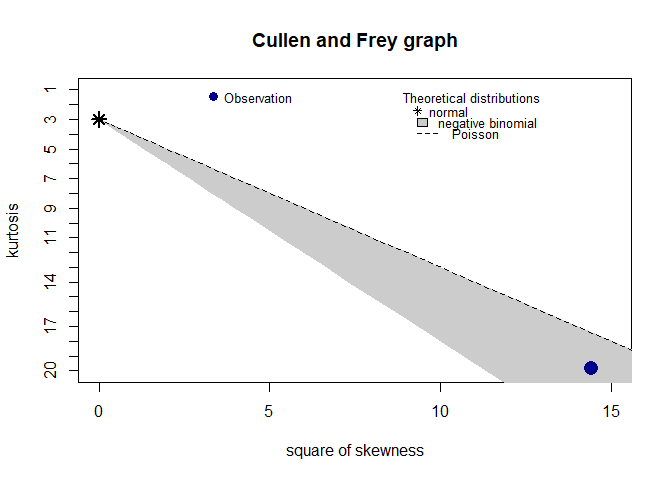 Cullen and Frey graph
Observation
Theoretical distributions
normal
negative binomial
Poisson
kurtosis
1
3
5
7
9
11
14
17
20
0
5
10
15
square of skewness